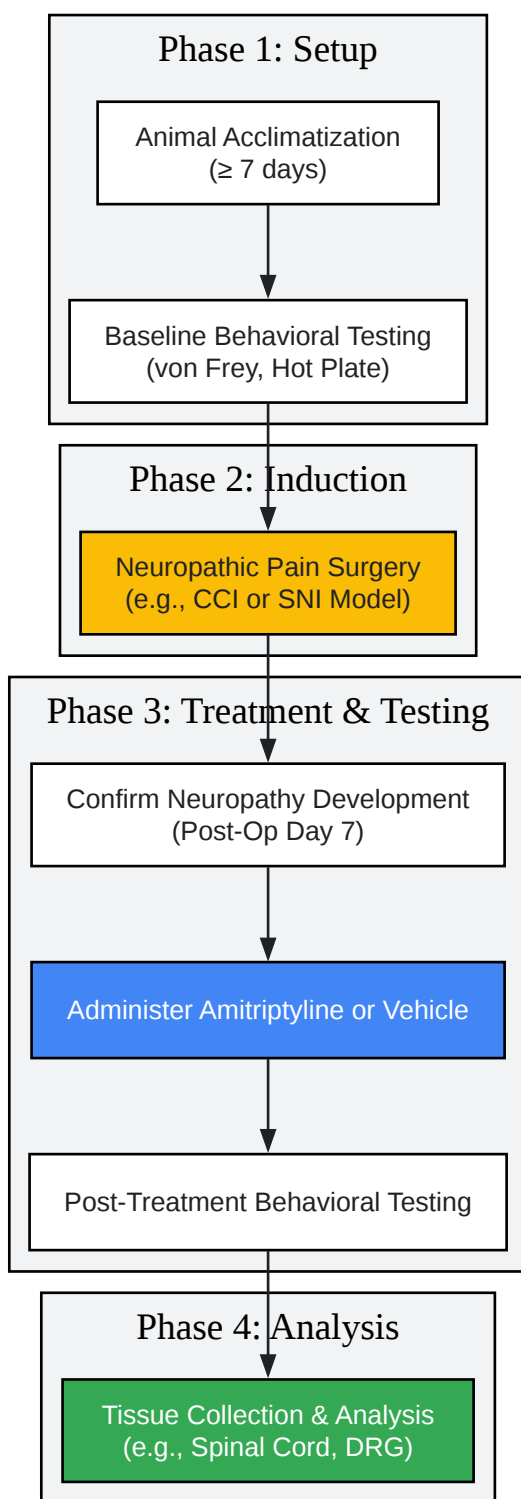 Phase 1: Setup
Animal Acclimatization
(≥ 7 days)
Baseline Behavioral Testing
(von Frey, Hot Plate)
Phase 2: Induction
Neuropathic Pain Surgery
(e.g., CCI or SNI Model)
Phase 3: Treatment & Testing
Confirm Neuropathy Development
(Post-Op Day 7)
Administer Amitriptyline or Vehicle
Post-Treatment Behavioral Testing
Phase 4: Analysis
Tissue Collection & Analysis
(e.g., Spinal Cord, DRG)